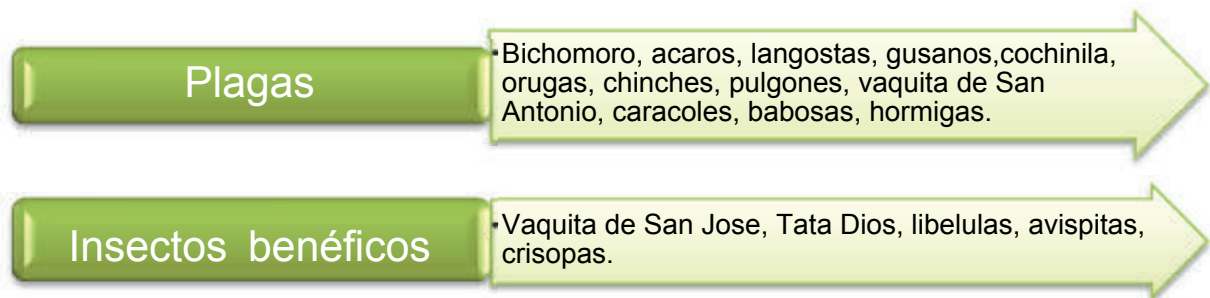 Plagas
•Bichomoro, acaros, langostas, gusanos,cochinila,
orugas, chinches, pulgones, vaquita de San
Antonio, caracoles, babosas, hormigas.
Insectos benéficos
•Vaquita de San Jose, Tata Dios, libelulas, avispitas,
crisopas.